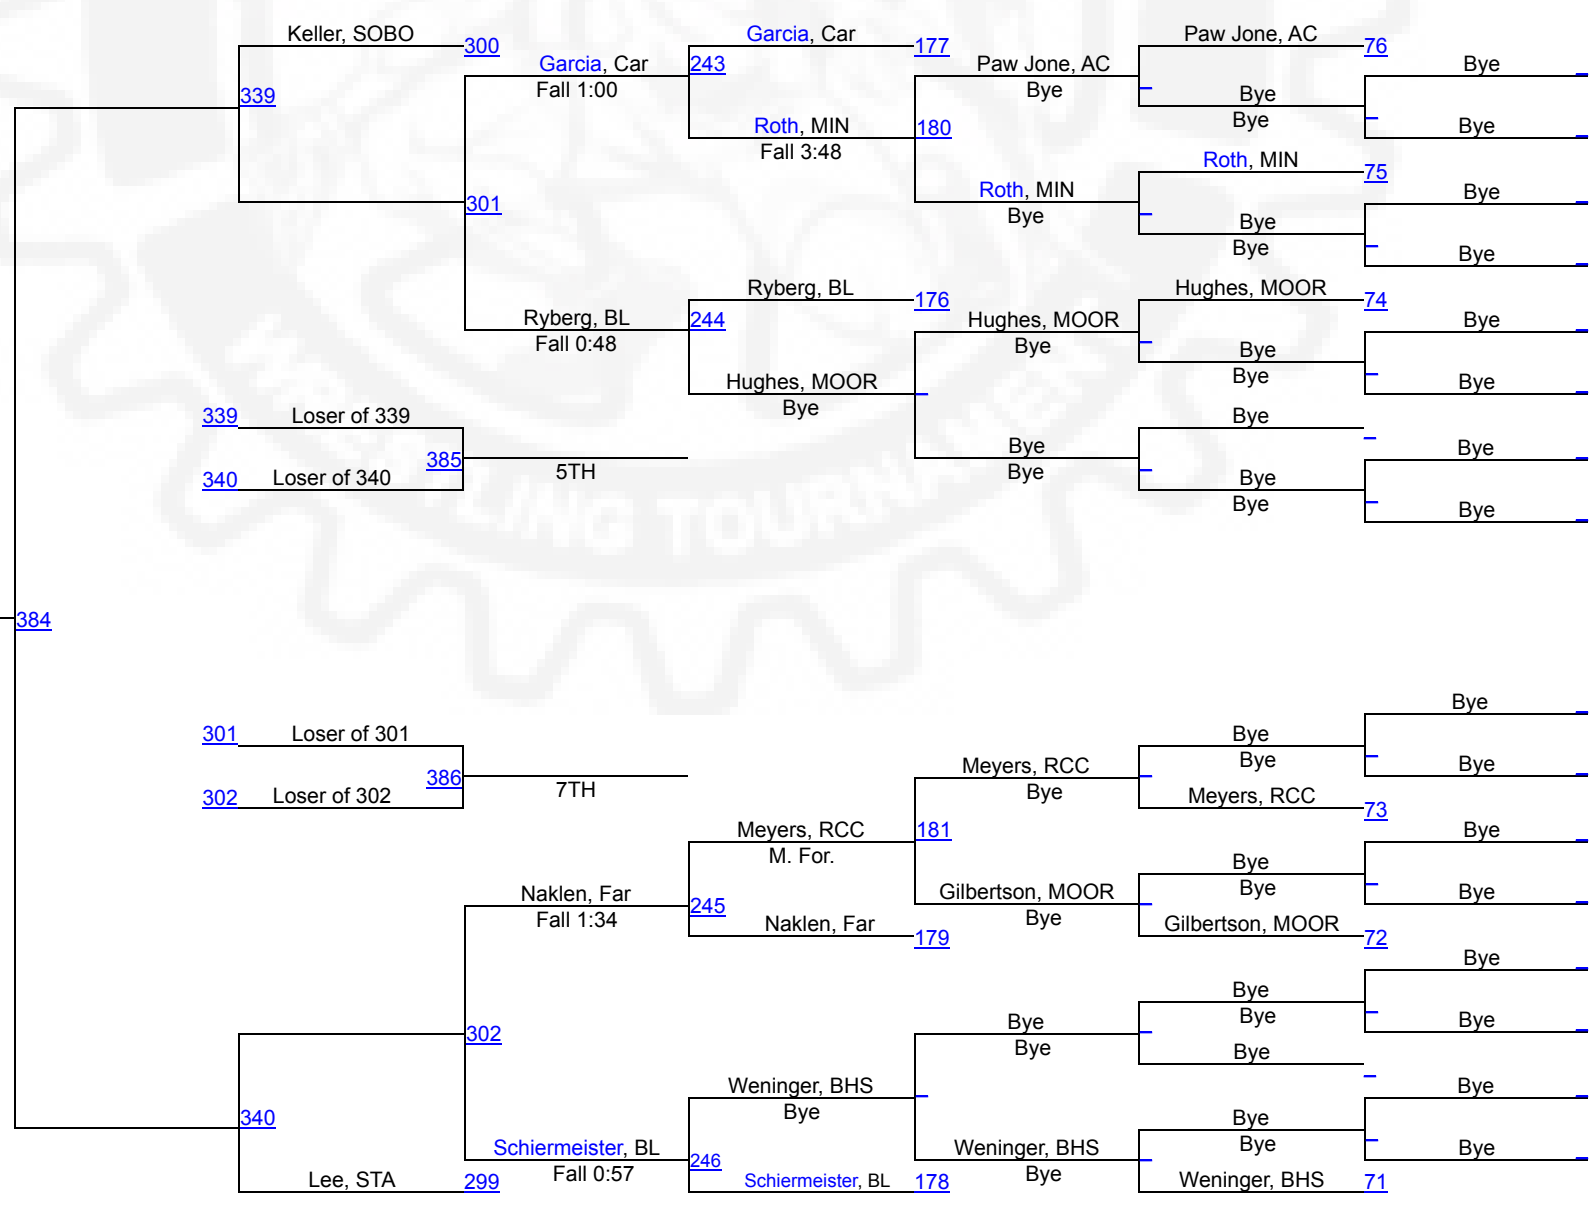 Keller, SOBO
300
339
Garcia, Car
Fall 1:00
243
Garcia, Car
177
Paw Jone, AC
Bye
Paw Jone, AC
76
Bye
Bye
Bye
Bye
Roth, MIN
Fall 3:48
180
Roth, MIN
75
Roth, MIN
Bye
Bye
Bye
Bye
Bye
301
Ryberg, BL
Fall 0:48
244
Ryberg, BL
176
Hughes, MOOR
Bye
Hughes, MOOR
74
Bye
Bye
Bye
Bye
Hughes, MOOR
Bye
Bye
Bye
Bye
Bye
Bye
Bye
Bye
339
Loser of 339
385
5TH
340
Loser of 340
WRESTLING TOURNAMENT
384
301
Loser of 301
386
7TH
302
Loser of 302
Bye
Bye
Bye
Bye
Meyers, RCC
Bye
Meyers, RCC
73
Meyers, RCC
M. For.
181
Bye
Bye
Bye
Bye
Gilbertson, MOOR
Bye
Gilbertson, MOOR
72
Naklen, Far
Fall 1:34
245
Naklen, Far
179
302
Bye
Bye
Bye
Bye
Bye
Bye
Bye
Weninger, BHS
Bye
Bye
Bye
Bye
Bye
Weninger, BHS
Bye
Weninger, BHS
71
340
Schiermeister, BL
Fall 0:57
246
Schiermeister, BL
178
Lee, STA
299